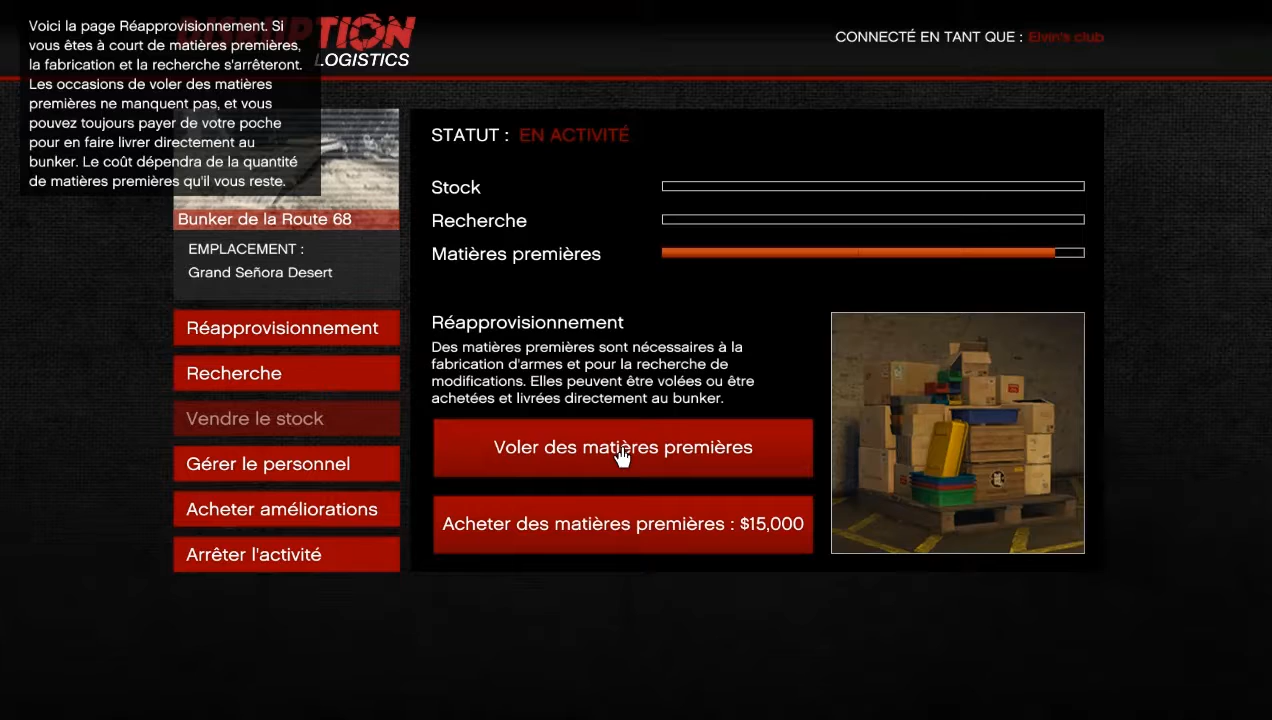 Voici la page Réapprovisionnement. Si
vous êtes à court de matières premières,
la fabrication et la recherche s'arrêteront.
Les occasions de voler des matières
premières ne manquent pas, et vous
pouvez toujours payer de votre poche
pour en faire livrer directement au
bunker. Le coût dépendra de la quantité
de matières premières qu'il vous reste.
DISRUPTION
LOGISTICS
CONNECTÉ EN TANT QUE : Elvin's club
Bunker de la Route 68
EMPLACEMENT :
Grand Señora Desert
Réapprovisionnement
Recherche
Vendre le stock
Gérer le personnel
Acheter améliorations
Arrêter l'activité
STATUT : EN ACTIVITÉ
Stock
Recherche
Matières premières
Réapprovisionnement
Des matières premières sont nécessaires à la
fabrication d'armes et pour la recherche de
modifications. Elles peuvent être volées ou être
achetées et livrées directement au bunker.
Voler des matières premières
Acheter des matières premières : $15,000